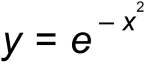 y = e^{-x^2}